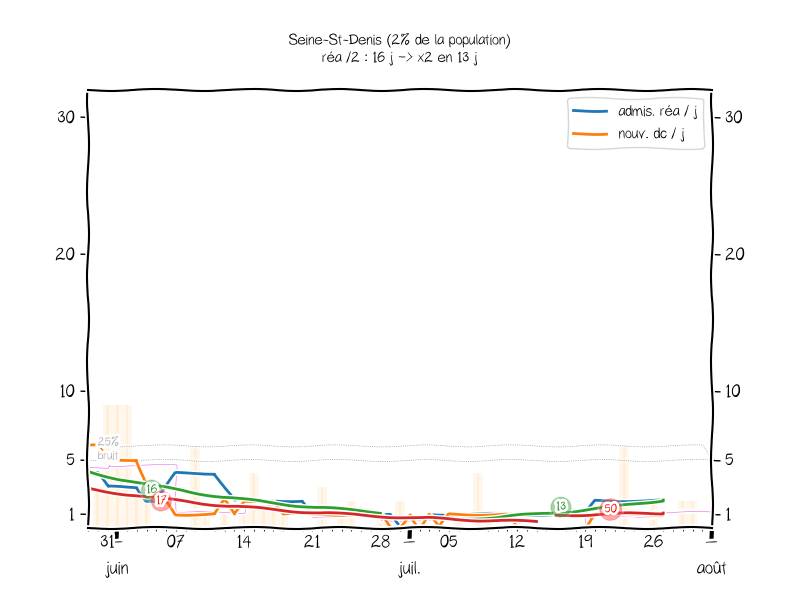 Seine-St-Denis (2% de la population)
réa /2 : 16 j -> x2 en 13 j
admis. réa / j
nouv. dc / j
30 30
20 20
10 10
25%
bruit
5 5
16
17
13
50
1 1
31 07 14 21 28 05 12 19 26
juin juil. août